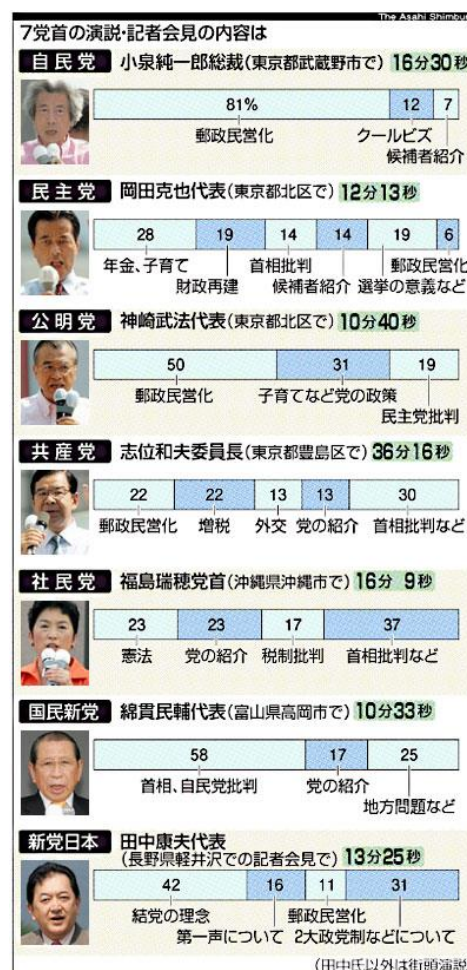 The Asahi Shimbun
7党首の演説・記者会見の内容は
自民党 小泉純一郎総裁(東京都武蔵野市で) 16分30秒
81% 12 7
郵政民営化 クールビズ
候補者紹介
民主党 岡田克也代表(東京都北区で) 12分13秒
28 19 14 14 19 6
年金、子育て 首相批判 郵政民営化
財政再建 候補者紹介 選挙の意義など
公明党 神崎武法代表(東京都北区で) 10分40秒
50 31 19
郵政民営化 子育てなど党の政策
民主党批判
共産党 志位和夫委員長(東京都豊島区で) 36分16秒
22 22 13 13 30
郵政民営化 増税 外交 党の紹介 首相批判など
社民党 福島瑞穂党首(沖縄県沖縄市で) 16分 9秒
23 23 17 37
憲法 党の紹介 税制批判 首相批判など
国民新党 綿貫民輔代表(富山県高岡市で) 10分33秒
58 17 25
首相、自民党批判 党の紹介
地方問題など
新党日本 田中康夫代表
(長野県軽井沢での記者会見で) 13分25秒
42 16 11 31
結党の理念 郵政民営化
第一声について 2大政党制などについて
(田中氏以外は街頭演説